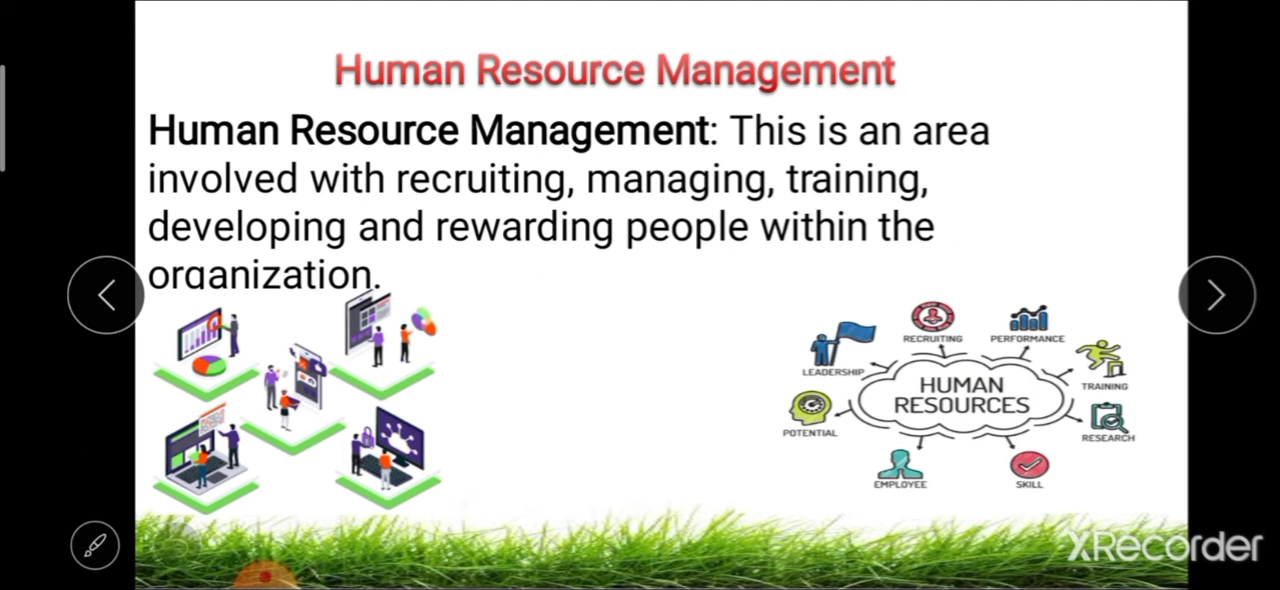 Human Resource Management
Human Resource Management: This is an area
involved with recruiting, managing, training,
developing and rewarding people within the
organization.
RECRUITING
PERFORMANCE
LEADERSHIP
TRAINING
HUMAN
RESOURCES
POTENTIAL
RESEARCH
EMPLOYEE
SKILL
XRecorder